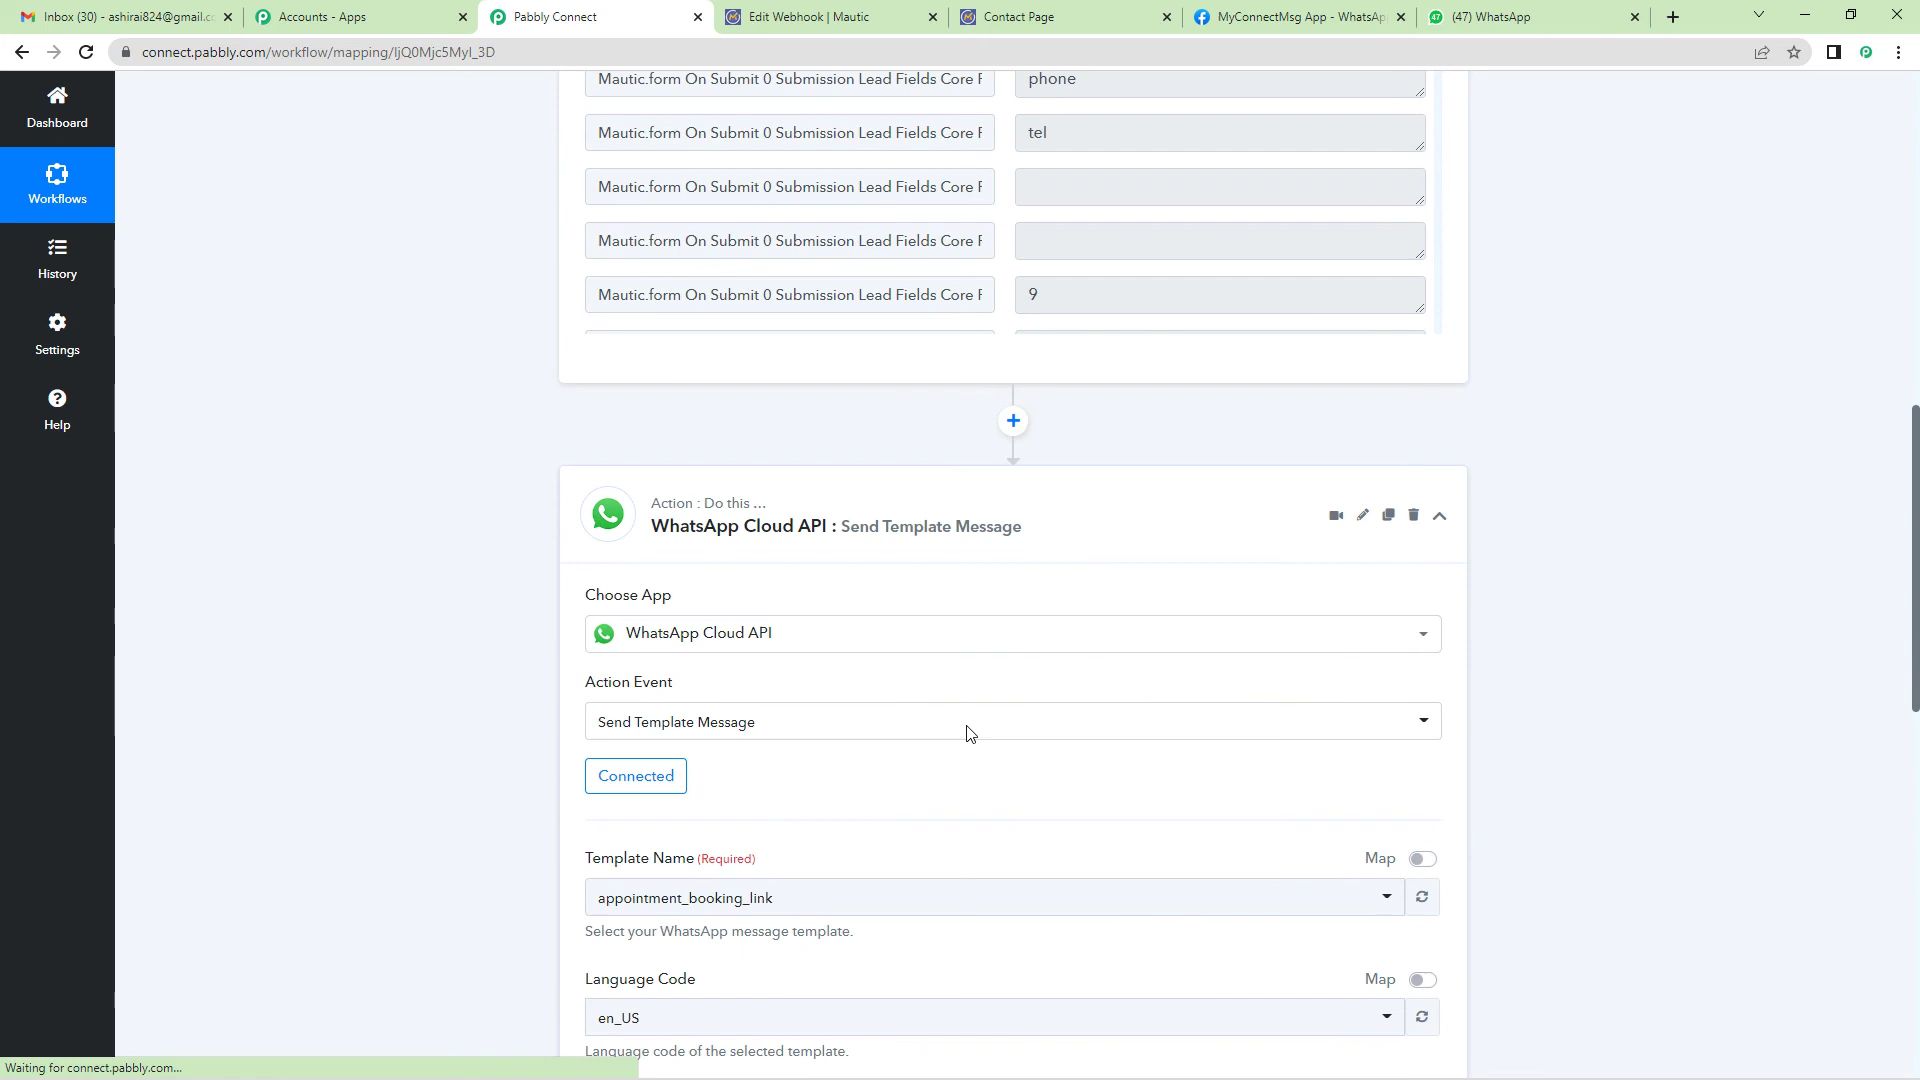 Inbox (30) - ashirai824@gmail.c
Accounts - Apps
Pabbly Connect
Edit Webhook | Mautic
Contact Page
MyConnectMsg App - WhatsAp
47
(47) WhatsApp
connect.pabbly.com/workflow/mapping/IjQ0Mjc5MyI_3D
Dashboard
Workflows
History
Settings
Help
Mautic.form On Submit 0 Submission Lead Fields Core F
phone
Mautic.form On Submit 0 Submission Lead Fields Core F
tel
Mautic.form On Submit 0 Submission Lead Fields Core F
Mautic.form On Submit 0 Submission Lead Fields Core F
Mautic.form On Submit 0 Submission Lead Fields Core F
9
Action : Do this ...
WhatsApp Cloud API : Send Template Message
Choose App
WhatsApp Cloud API
Action Event
Send Template Message
Connected
Template Name (Required)
Map
appointment_booking_link
Select your WhatsApp message template.
Language Code
Map
en_US
Language code of the selected template.
Waiting for connect.pabbly.com...